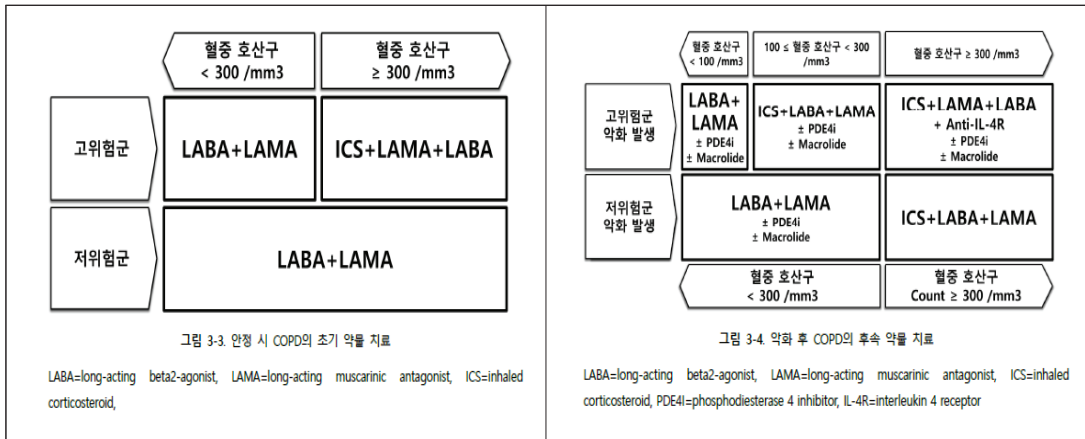 혈중 호산구
< 300 /mm3
혈중 호산구
≥ 300 /mm3
고위험군
LABA+LAMA
ICS+LAMA+LABA
저위험군
LABA+LAMA
그림 3-3. 안정 시 COPD의 초기 약물 치료
LABA=long-acting beta2-agonist, LAMA=long-acting muscarinic antagonist, ICS=inhaled
corticosteroid,
혈중 호산구
< 100 /mm3
100 ≤ 혈중 호산구 < 300
/mm3
혈중 호산구 ≥ 300 /mm3
고위험군
악화 발생
LABA+
LAMA
± PDE4i
± Macrolide
ICS+LABA+LAMA
± PDE4i
± Macrolide
ICS+LAMA+LABA
+ Anti-IL-4R
± PDE4i
± Macrolide
저위험군
악화 발생
LABA+LAMA
± PDE4i
± Macrolide
ICS+LABA+LAMA
혈중 호산구
< 300 /mm3
혈중 호산구
Count ≥ 300/mm3
그림 3-4. 악화 후 COPD의 후속 약물 치료
LABA=long-acting beta2-agonist, LAMA=long-acting muscarinic antagonist, ICS=inhaled
corticosteroid, PDE4I=phosphodiesterase 4 inhibitor, IL-4R=interleukin 4 receptor